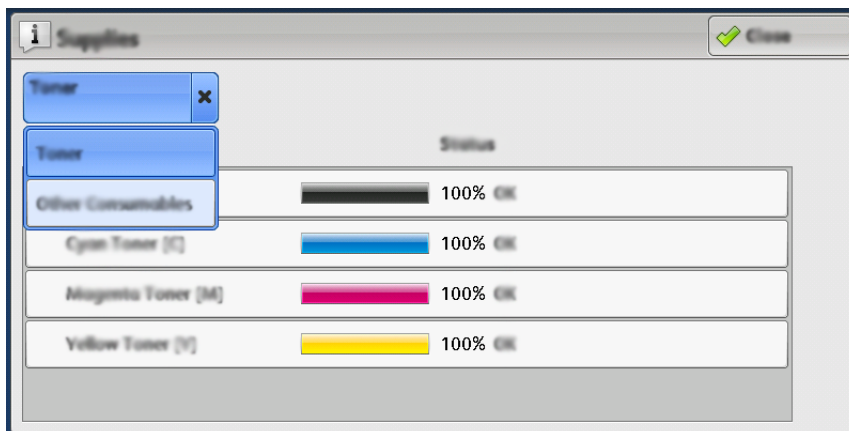 Supplies
Close
Toner
Toner
Status
Other Consumables
100% OK
Cyan Toner [C]
100% OK
Magenta Toner [M]
100% OK
Yellow Toner [Y]
100% OK